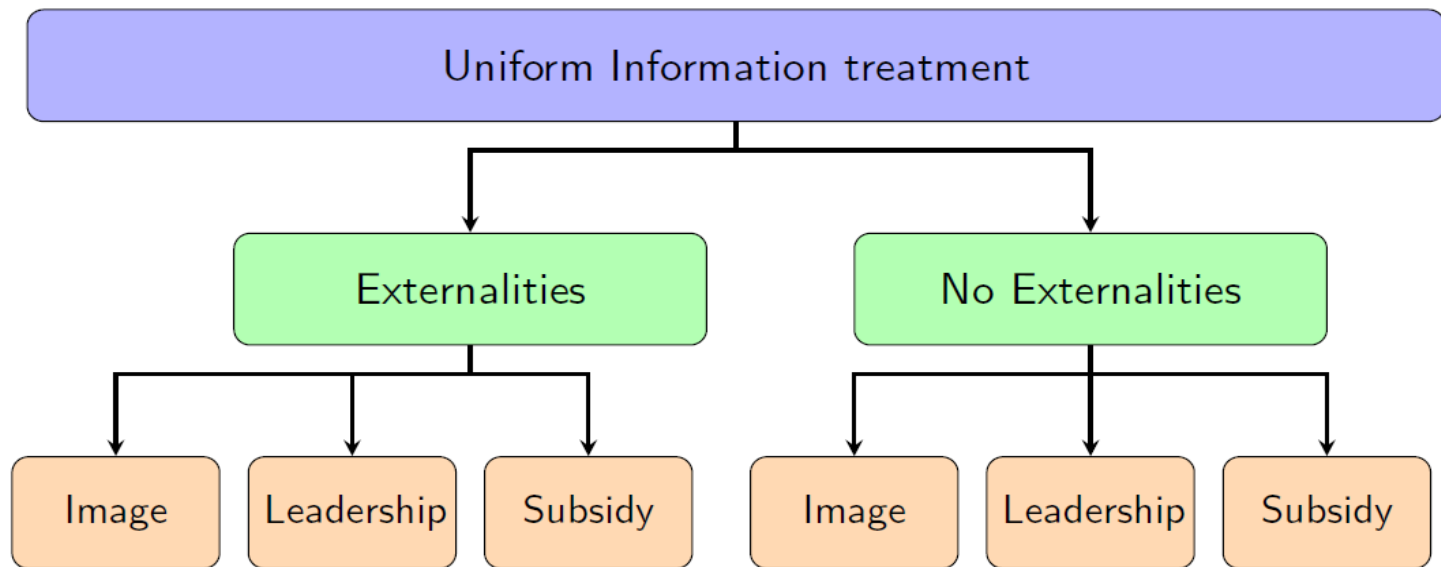 Uniform Information treatment
Externalities
No Externalities
Image
Leadership
Subsidy
Image
Leadership
Subsidy